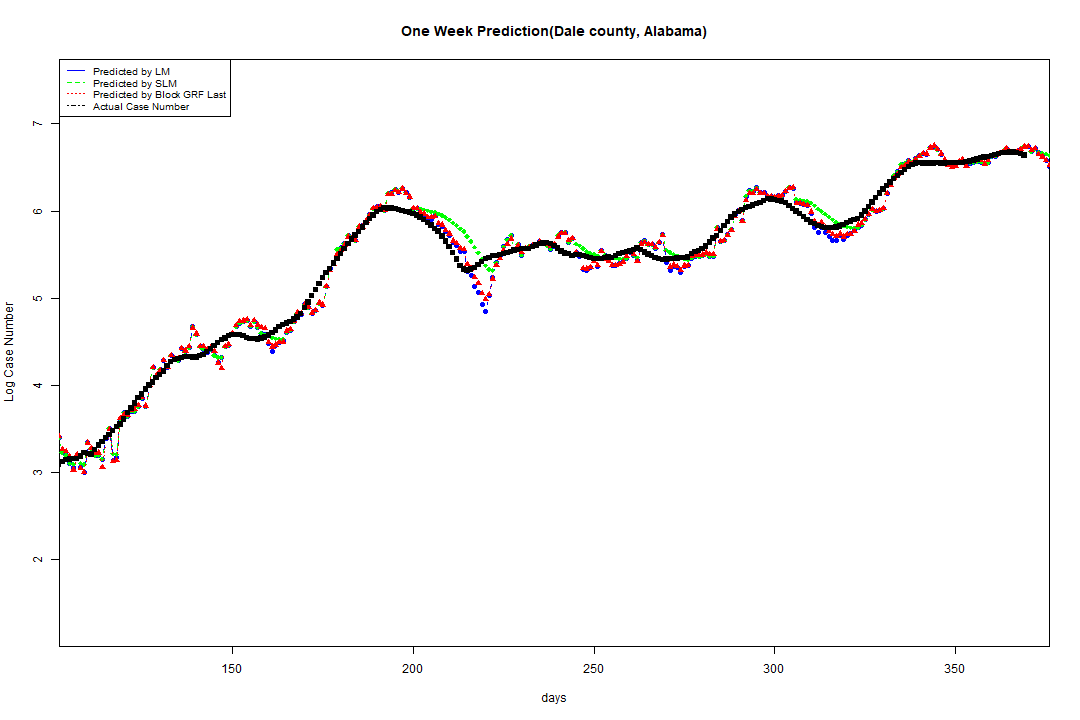 One Week Prediction(Dale county, Alabama)
Predicted by LM
Predicted by SLM
Predicted by Block GRF Last
Actual Case Number
7
6
5
4
3
2
Log Case Number
150 200 250 300 350
days